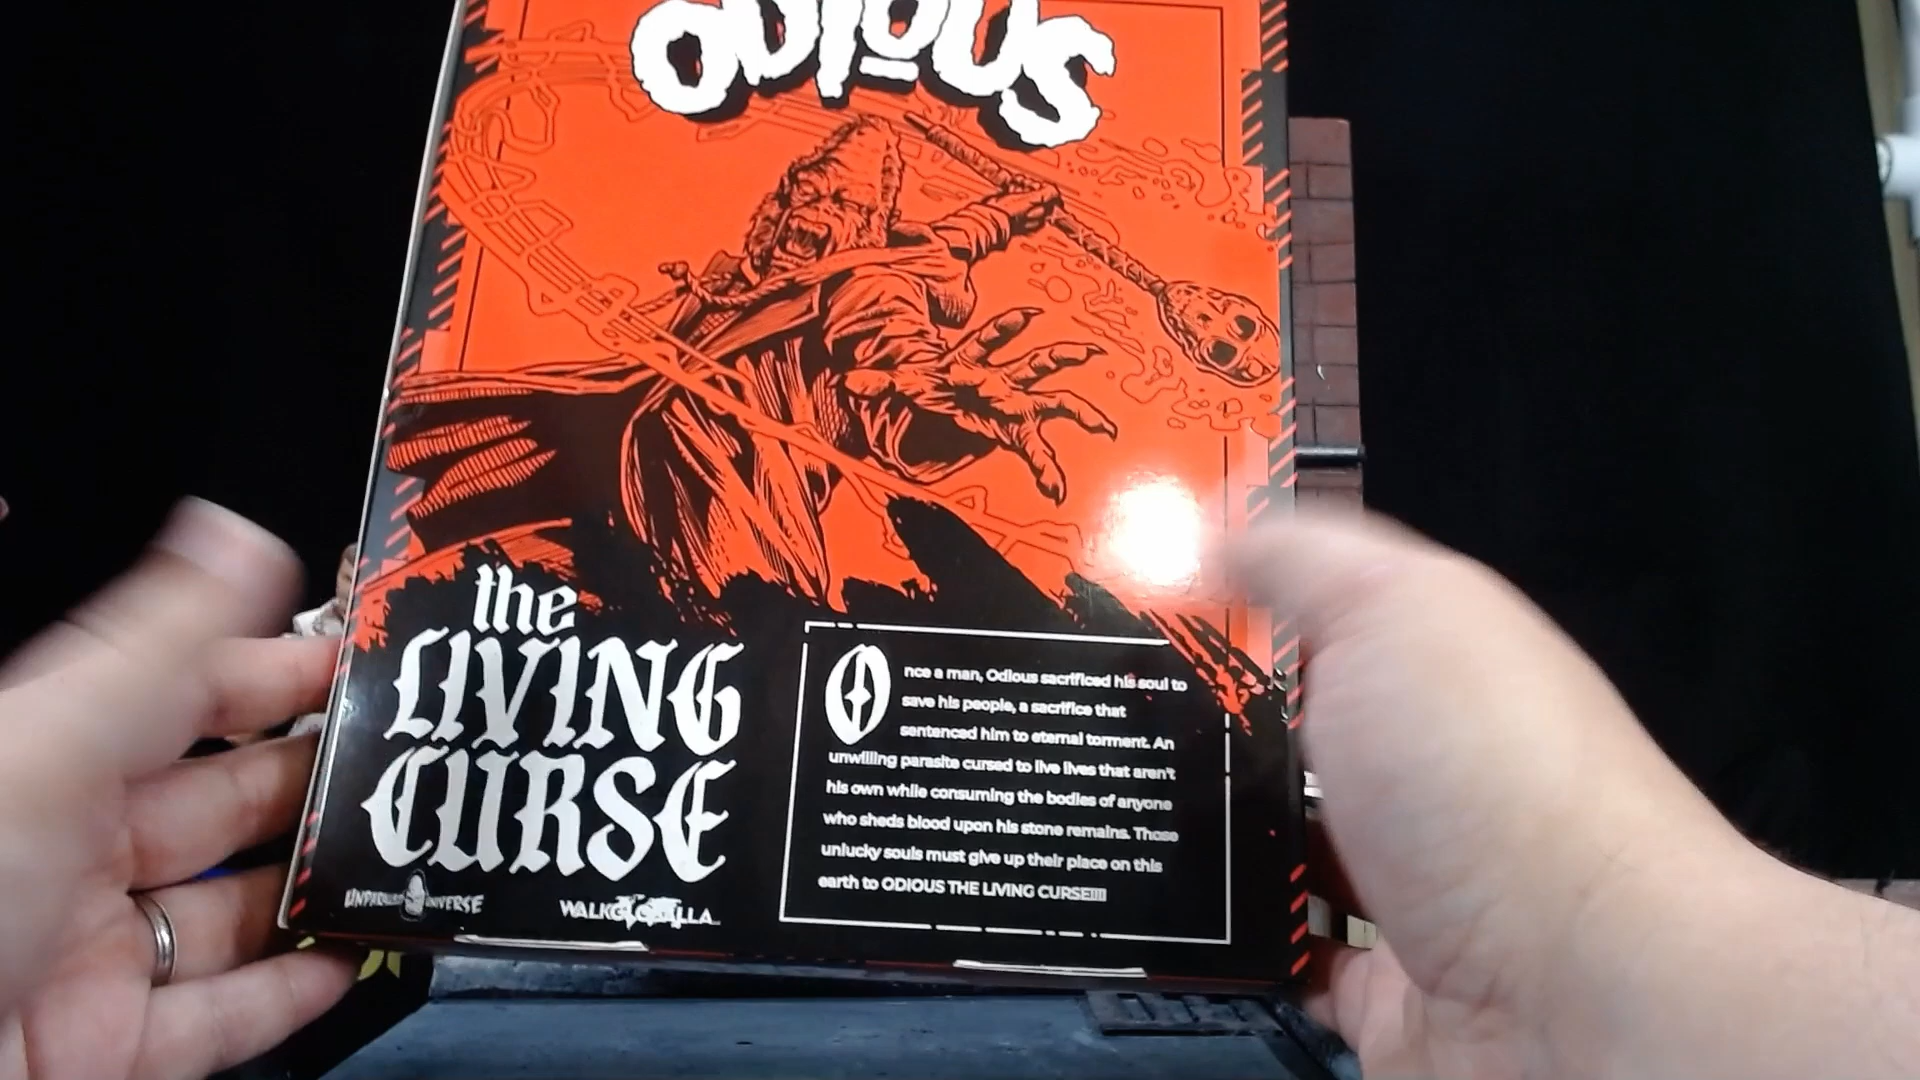 ODIOUS
the
LIVING
CURSE
Once a man, Odious sacrificed his soul to
save his people, a sacrifice that
sentenced him to eternal torment. An
unwilling parasite cursed to live lives that aren't
his own while consuming the bodies of anyone
who sheds blood upon his stone remains. Those
unlucky souls must give up their place on this
earth to ODIOUS THE LIVING CURSE!!!!